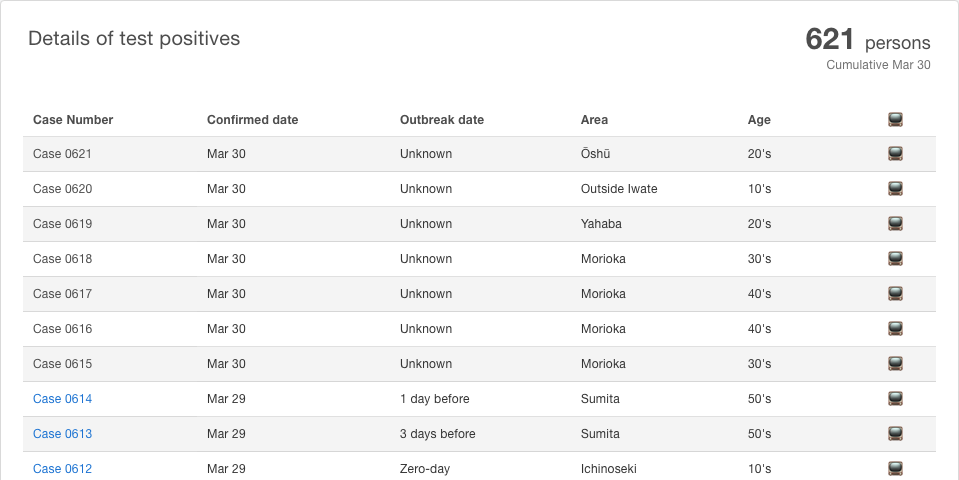 Details of test positives
621 persons
Cumulative Mar 30
Case Number Confirmed date Outbreak date Area Age
Case 0621 Mar 30 Unknown Ōshū 20's
Case 0620 Mar 30 Unknown Outside Iwate 10's
Case 0619 Mar 30 Unknown Yahaba 20's
Case 0618 Mar 30 Unknown Morioka 30's
Case 0617 Mar 30 Unknown Morioka 40's
Case 0616 Mar 30 Unknown Morioka 40's
Case 0615 Mar 30 Unknown Morioka 30's
Case 0614 Mar 29 1 day before Sumita 50's
Case 0613 Mar 29 3 days before Sumita 50's
Case 0612 Mar 29 Zero-day Ichinoseki 10's